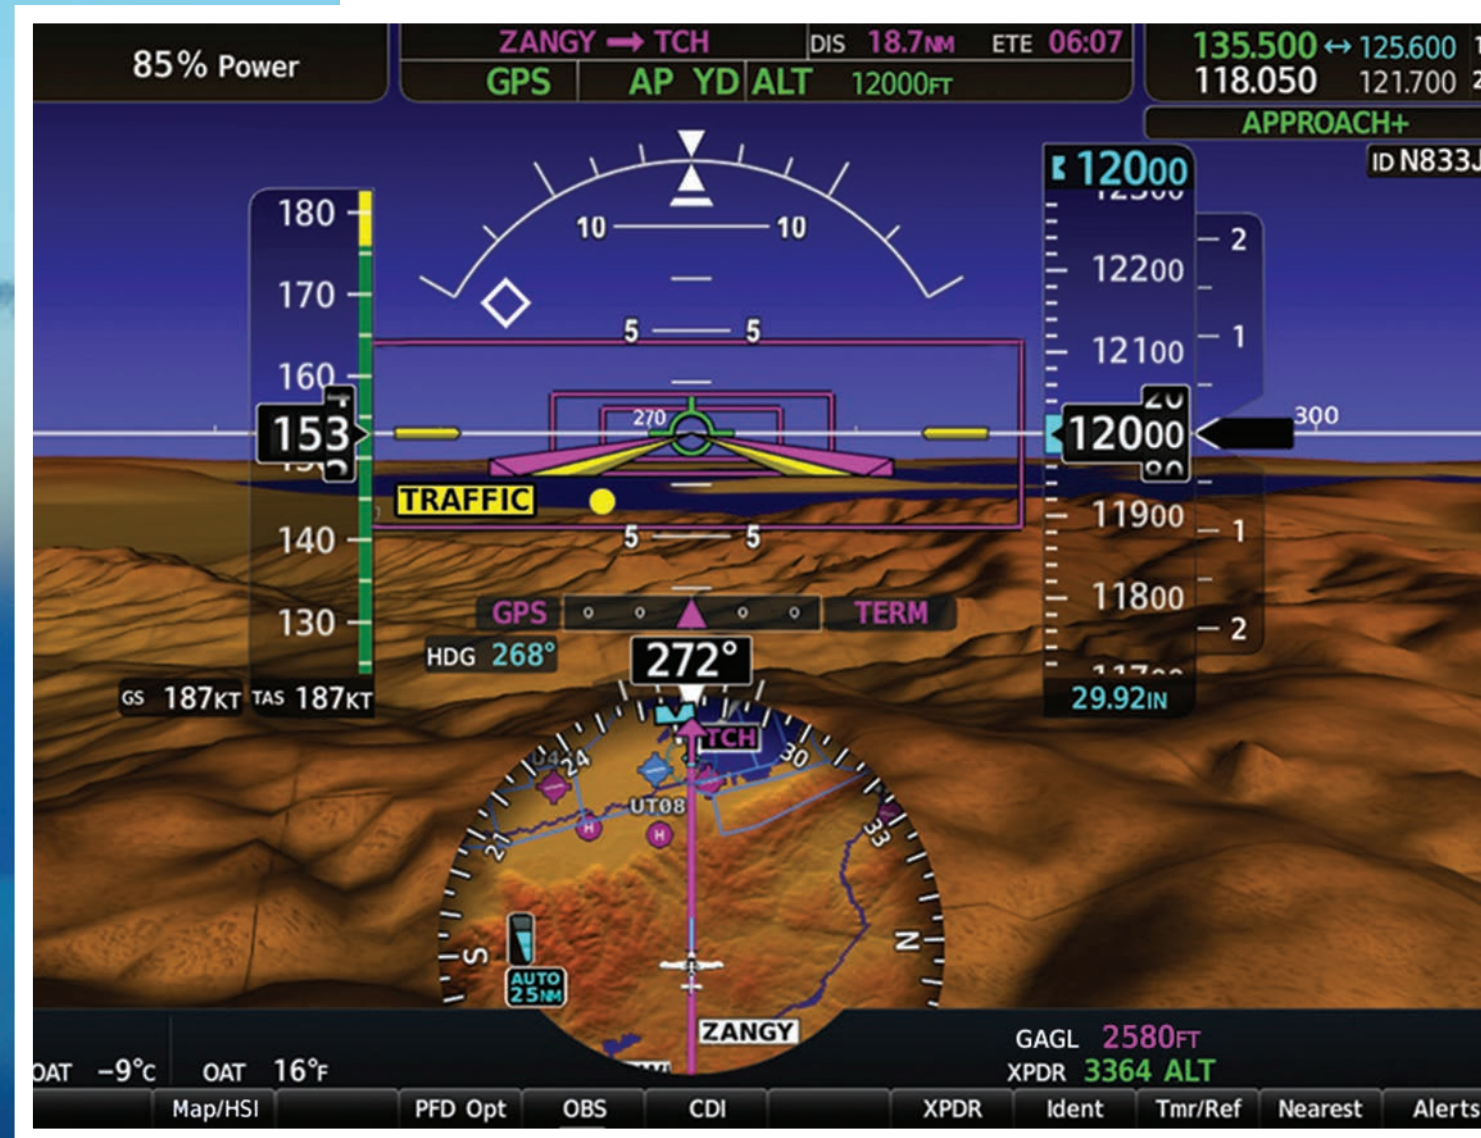 85% Power
ZANGY → TCH DIS 18.7NM ETE 06:07
GPS AP YD ALT 12000FT
135.500 ↔ 125.600
118.050 121.700
APPROACH+
ID N833J
12000
180
10 10
2
12200
170
5 5
1
12100
160
270
300
153
12000
TRAFFIC
11900
140
5 5
1
11800
130
GPS TERM
2
HDG 268°
272°
GS 187KT TAS 187KT
29.92IN
TCH
24
30
UT08
H
H
33
21
S
N
AUTO
25NM
ZANGY
GAGL 2580FT
OAT -9°C OAT 16°F
XPDR 3364 ALT
Map/HSI PFD Opt OBS CDI XPDR Ident Tmr/Ref Nearest Alerts